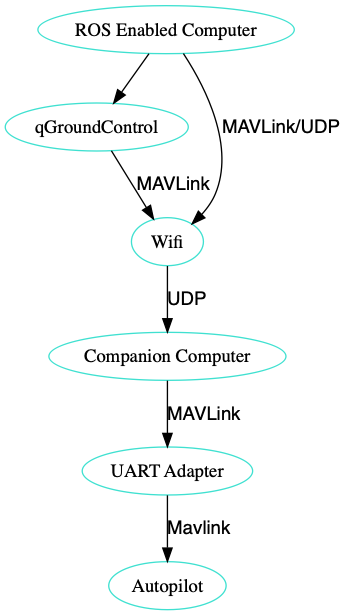 ROS Enabled Computer
qGroundControl
MAVLink/UDP
MAVLink
Wifi
UDP
Companion Computer
MAVLink
UART Adapter
Mavlink
Autopilot